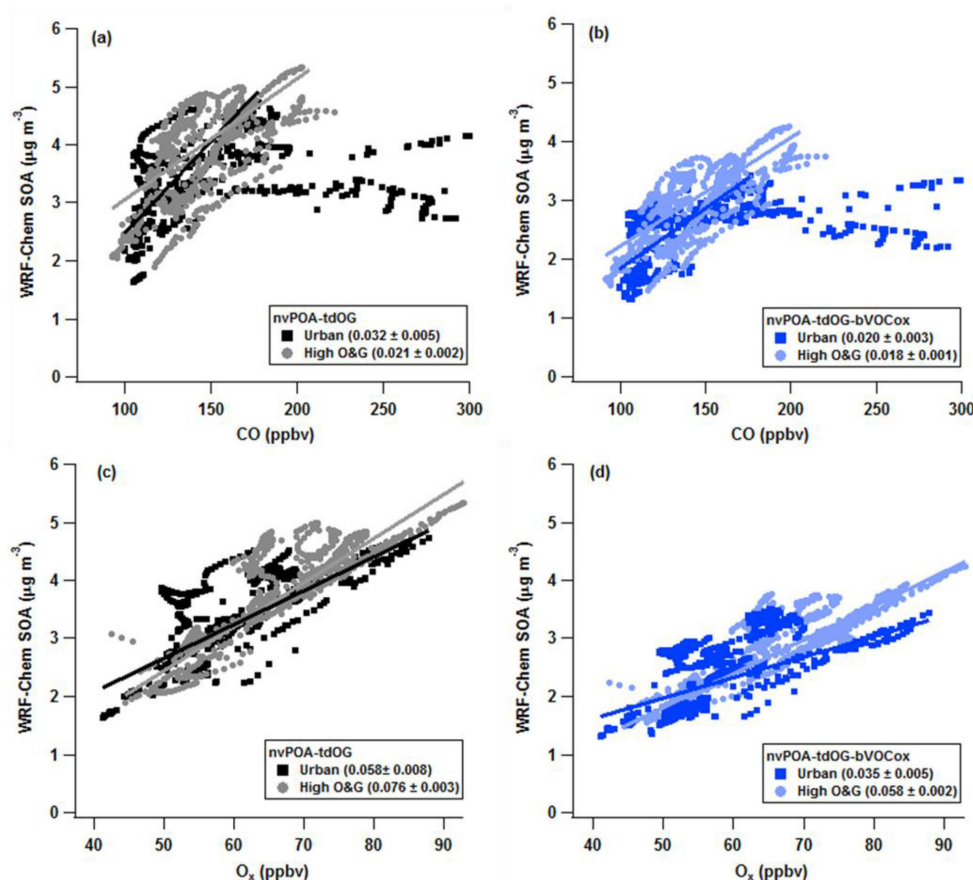 (a)
6
5
4
3
2
1
0
WRF-Chem SOA (µg m⁻³)
nvPOA-tdOG
Urban (0.032 ± 0.005)
High O&G (0.021 ± 0.002)
100 150 200 250 300
CO (ppbv)
(b)
6
5
4
3
2
1
0
WRF-Chem SOA (µg m⁻³)
nvPOA-tdOG-bVOCox
Urban (0.020 ± 0.003)
High O&G (0.018 ± 0.001)
100 150 200 250 300
CO (ppbv)
(c)
6
5
4
3
2
1
0
WRF-Chem SOA (µg m⁻³)
nvPOA-tdOG
Urban (0.058± 0.008)
High O&G (0.076 ± 0.003)
40 50 60 70 80 90
Oₓ (ppbv)
(d)
6
5
4
3
2
1
0
WRF-Chem SOA (µg m⁻³)
nvPOA-tdOG-bVOCox
Urban (0.035 ± 0.005)
High O&G (0.058 ± 0.002)
40 50 60 70 80 90
Oₓ (ppbv)